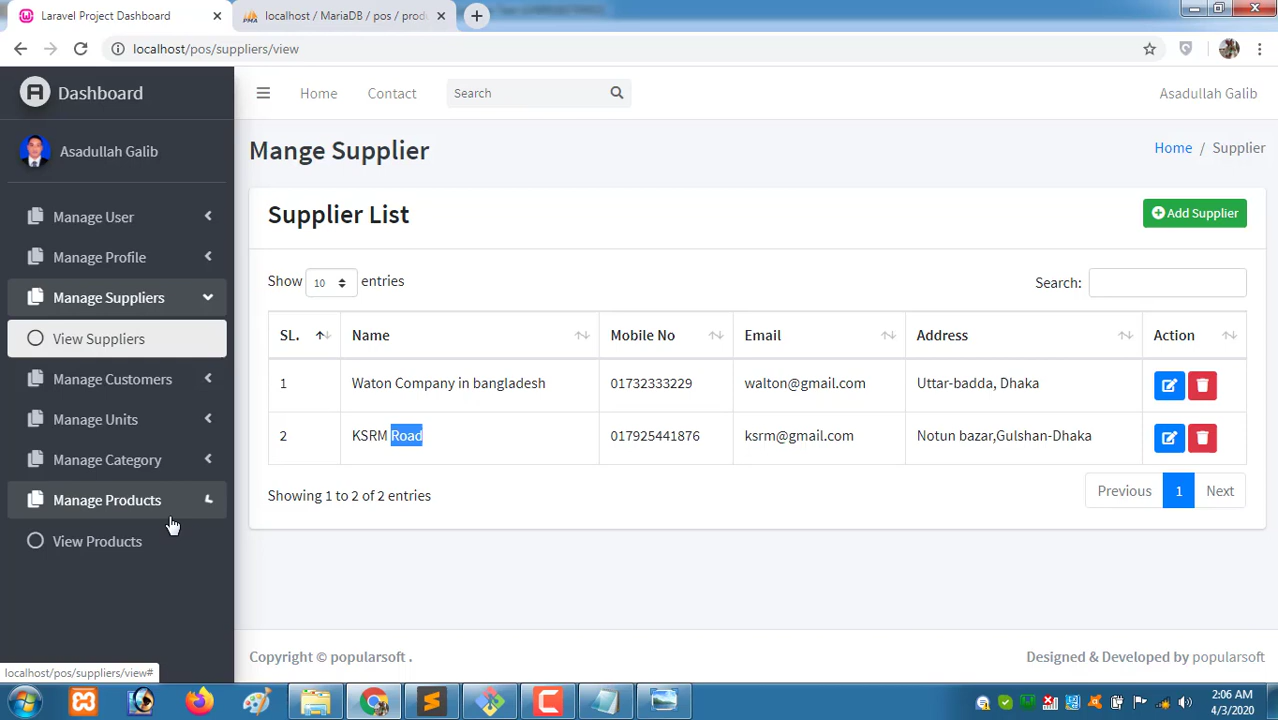 Laravel Project Dashboard
localhost / MariaDB / pos / prod
localhost/pos/suppliers/view
Dashboard
Home
Contact
Search
Asadullah Galib
Asadullah Galib
Mange Supplier
Home / Supplier
Manage User
Manage Profile
Manage Suppliers
View Suppliers
Manage Customers
Manage Units
Manage Category
Manage Products
View Products
Supplier List
Add Supplier
Show 10 entries
Search:
SL. Name Mobile No Email Address Action
1 Waton Company in bangladesh 01732333229 walton@gmail.com Uttar-badda, Dhaka
2 KSRM Road 017925441876 ksrm@gmail.com Notun bazar,Gulshan-Dhaka
Showing 1 to 2 of 2 entries
Previous 1 Next
Copyright © popularsoft .
Designed & Developed by popularsoft
localhost/pos/suppliers/view#
2:06 AM
4/3/2020